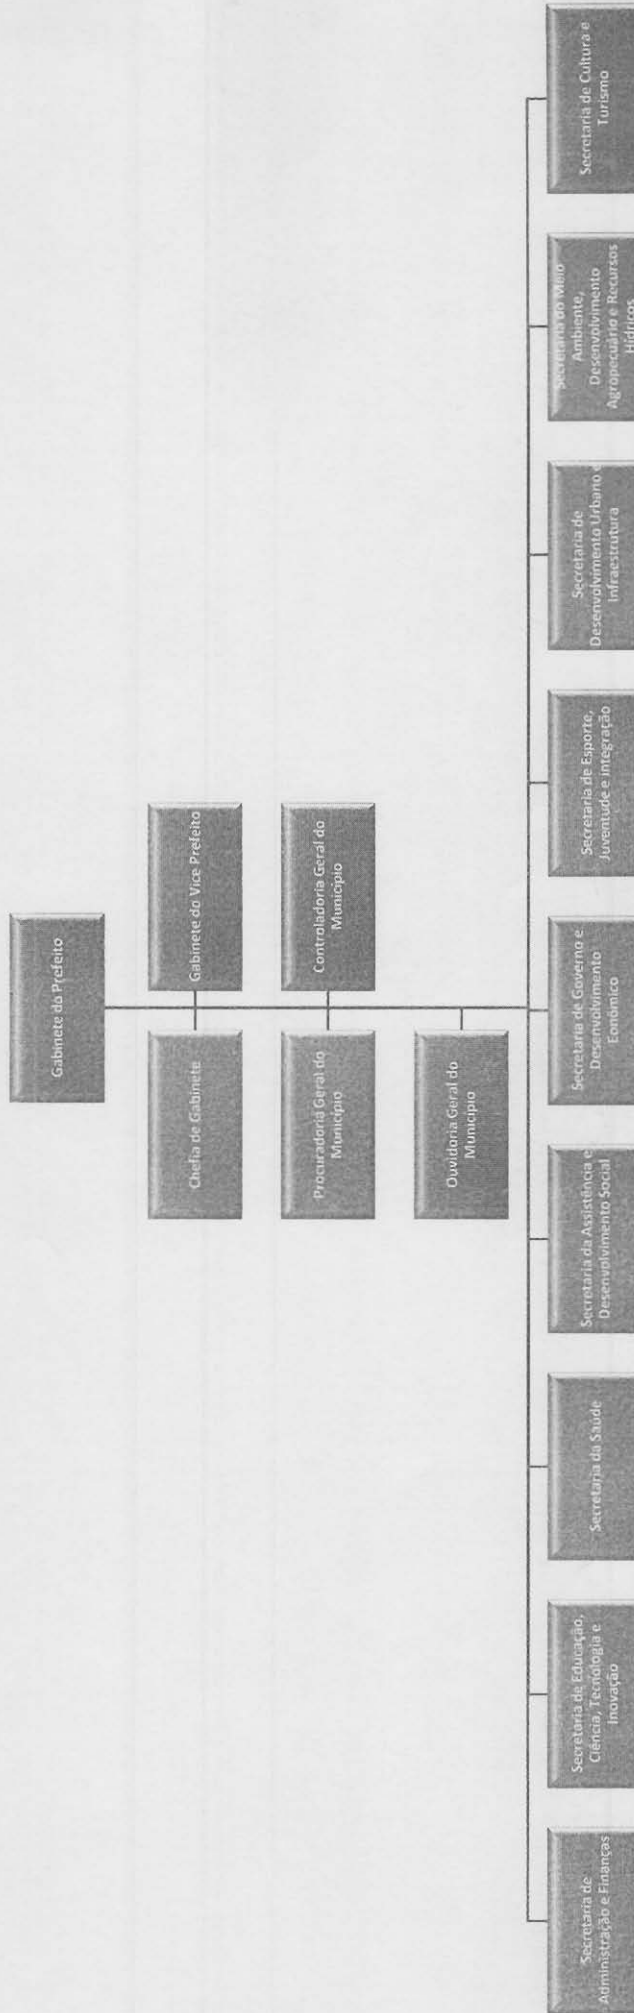 Gabinete do Prefeito
Chefia de Gabinete
Gabinete do Vice Prefeito
Procuradoria Geral do
Município
Controladoria Geral do
Município
Ouvidoria Geral do
Município
Secretaria de
Administração e Finanças
Secretaria de Educação,
Ciência, Tecnologia e
Inovação
Secretaria da Saúde
Secretaria da Assistência e
Desenvolvimento Social
Secretaria de Governo e
Desenvolvimento
Eonômico
Secretaria de Esporte,
Juventude e integração
Secretaria de
Desenvolvimento Urbano e
Infraestrutura
Secretaria do Meio
Ambiente,
Desenvolvimento
Agropecuário e Recursos
Hídricos
Secretaria de Cultura e
Turismo